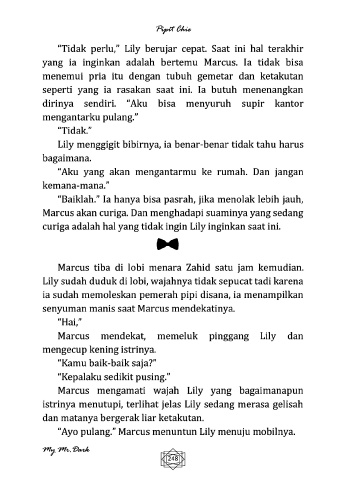 Pipit Chie
"Tidak perlu," Lily berujar cepat. Saat ini hal terakhir
yang ia inginkan adalah bertemu Marcus. Ia tidak bisa
menemui pria itu dengan tubuh gemetar dan ketakutan
seperti yang ia rasakan saat ini. Ia butuh menenangkan
dirinya sendiri. "Aku bisa menyuruh supir kantor
mengantarku pulang."
"Tidak."
Lily menggigit bibirnya, ia benar-benar tidak tahu harus
bagaimana.
"Aku yang akan mengantarmu ke rumah. Dan jangan
kemana-mana."
"Baiklah." Ia hanya bisa pasrah, jika menolak lebih jauh,
Marcus akan curiga. Dan menghadapi suaminya yang sedang
curiga adalah hal yang tidak ingin Lily inginkan saat ini.
Marcus tiba di lobi menara Zahid satu jam kemudian.
Lily sudah duduk di lobi, wajahnya tidak sepucat tadi karena
ia sudah memoleskan pemerah pipi disana, ia menampilkan
senyuman manis saat Marcus mendekatinya.
"Hai,"
Marcus mendekat, memeluk pinggang Lily dan
mengecup kening istrinya.
"Kamu baik-baik saja?"
"Kepalaku sedikit pusing."
Marcus mengamati wajah Lily yang bagaimanapun
istrinya menutupi, terlihat jelas Lily sedang merasa gelisah
dan matanya bergerak liar ketakutan.
"Ayo pulang." Marcus menuntun Lily menuju mobilnya.
My Mr. Dark
248